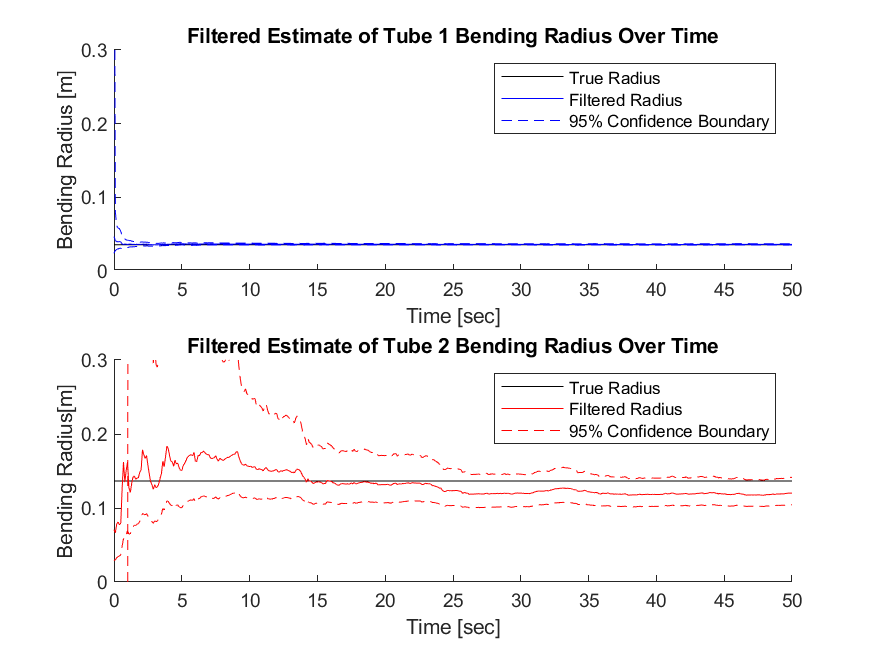 Filtered Estimate of Tube 1 Bending Radius Over Time
0.3
0.2
0.1
0
Bending Radius [m]
True Radius
Filtered Radius
95% Confidence Boundary
0 5 10 15 20 25 30 35 40 45 50
Time [sec]
Filtered Estimate of Tube 2 Bending Radius Over Time
0.3
0.2
0.1
0
Bending Radius[m]
True Radius
Filtered Radius
95% Confidence Boundary
0 5 10 15 20 25 30 35 40 45 50
Time [sec]